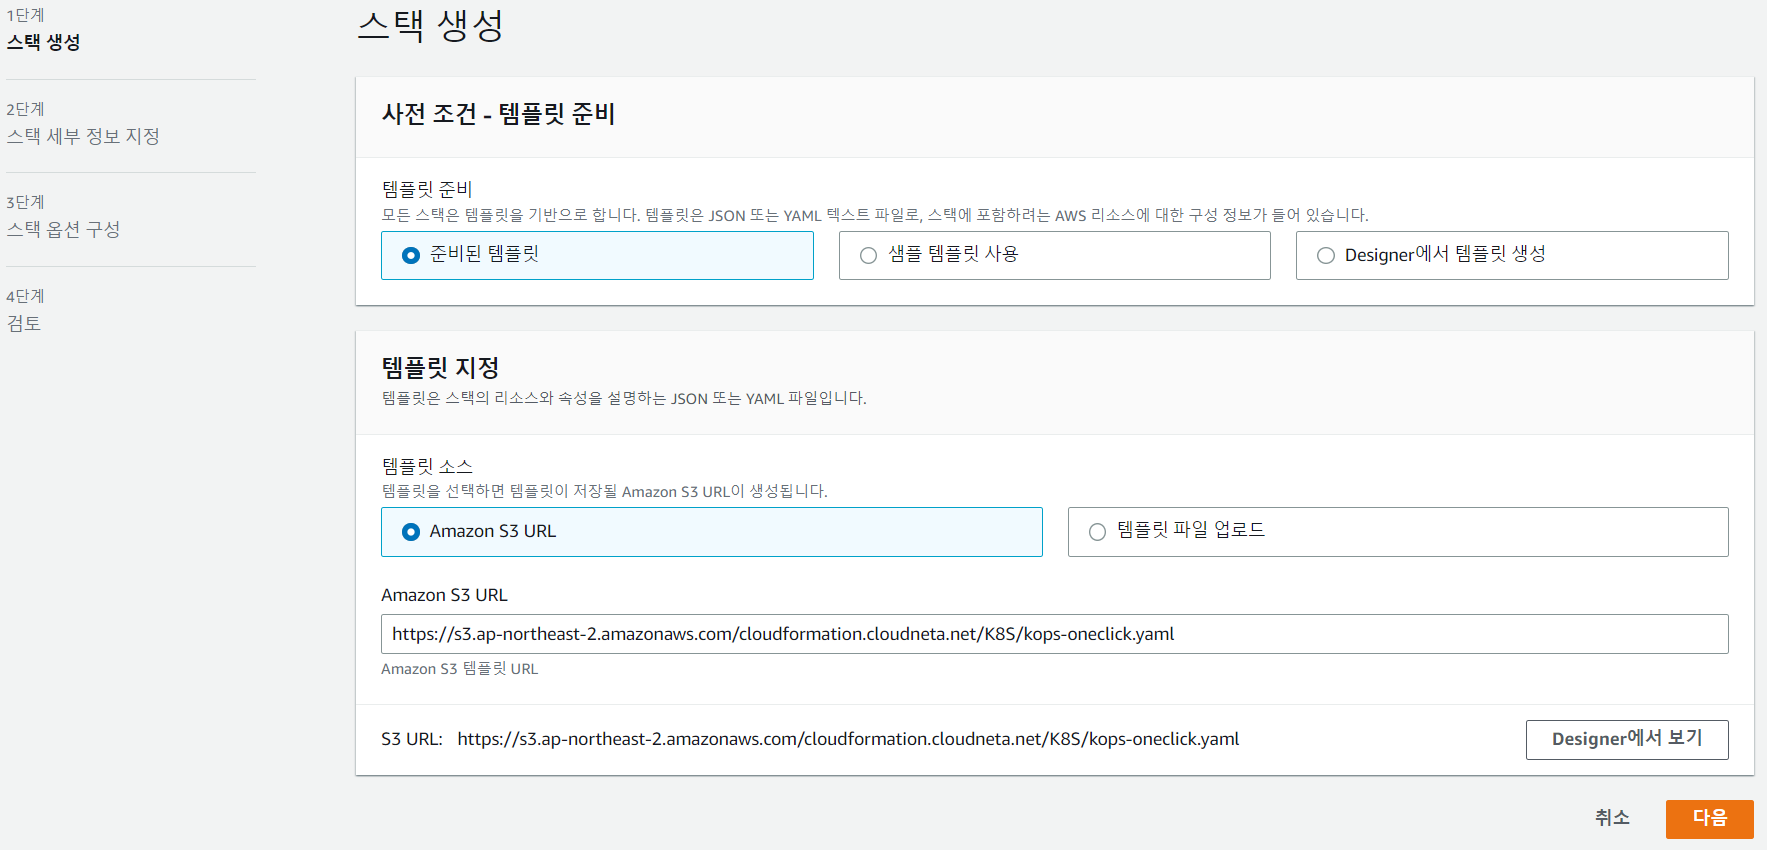 1단계
스택 생성
2단계
스택 세부 정보 지정
3단계
스택 옵션 구성
4단계
검토
스택 생성
사전 조건 - 템플릿 준비
템플릿 준비
모든 스택은 템플릿을 기반으로 합니다. 템플릿은 JSON 또는 YAML 텍스트 파일로, 스택에 포함하려는 AWS 리소스에 대한 구성 정보가 들어 있습니다.
준비된 템플릿
샘플 템플릿 사용
Designer에서 템플릿 생성
템플릿 지정
템플릿은 스택의 리소스와 속성을 설명하는 JSON 또는 YAML 파일입니다.
템플릿 소스
템플릿을 선택하면 템플릿이 저장될 Amazon S3 URL이 생성됩니다.
Amazon S3 URL
템플릿 파일 업로드
Amazon S3 URL
https://s3.ap-northeast-2.amazonaws.com/cloudformation.cloudneta.net/K8S/kops-oneclick.yaml
Amazon S3 템플릿 URL
S3 URL: https://s3.ap-northeast-2.amazonaws.com/cloudformation.cloudneta.net/K8S/kops-oneclick.yaml
Designer에서 보기
취소
다음